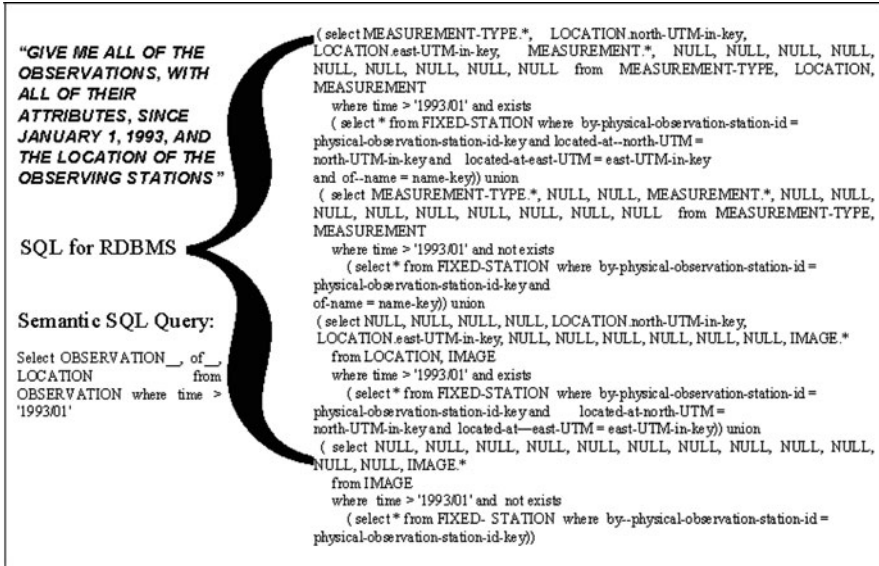 "GIVE ME ALL OF THE
OBSERVATIONS, WITH
ALL OF THEIR
ATTRIBUTES, SINCE
JANUARY 1, 1993, AND
THE LOCATION OF THE
OBSERVING STATIONS"
SQL for RDBMS
Semantic SQL Query:
Select OBSERVATION__, of__,
LOCATION from
OBSERVATION where time >
'1993/01'
( select MEASUREMENT-TYPE.*, LOCATION.north-UTM-in-key,
LOCATION.east-UTM-in-key, MEASUREMENT.*, NULL, NULL, NULL, NULL,
NULL, NULL, NULL, NULL, NULL from MEASUREMENT-TYPE, LOCATION,
MEASUREMENT
where time > '1993/01' and exists
( select * from FIXED-STATION where by-physical-observation-station-id =
physical-observation-station-id-key and located-at--north-UTM =
north-UTM-in-key and located-at-east-UTM = east-UTM-in-key
and of--name = name-key)) union
( select MEASUREMENT-TYPE.*, NULL, NULL, MEASUREMENT.*, NULL, NULL,
NULL, NULL, NULL, NULL, NULL, NULL, NULL from MEASUREMENT-TYPE,
MEASUREMENT
where time > '1993/01' and not exists
( select * from FIXED-STATION where by-physical-observation-station-id =
physical-observation-station-id-key and
of-name = name-key)) union
( select NULL, NULL, NULL, NULL, LOCATION.north-UTM-in-key,
LOCATION.east-UTM-in-key, NULL, NULL, NULL, NULL, NULL, NULL, IMAGE.*
from LOCATION, IMAGE
where time > '1993/01' and exists
( select * from FIXED-STATION where by-physical-observation-station-id =
physical-observation-station-id-key and located-at-north-UTM =
north-UTM-in-key and located-at—east-UTM = east-UTM-in-key)) union
( select NULL, NULL, NULL, NULL, NULL, NULL, NULL, NULL, NULL, NULL,
NULL, NULL, IMAGE.*
from IMAGE
where time > '1993/01' and not exists
( select * from FIXED- STATION where by--physical-observation-station-id =
physical-observation-station-id-key))